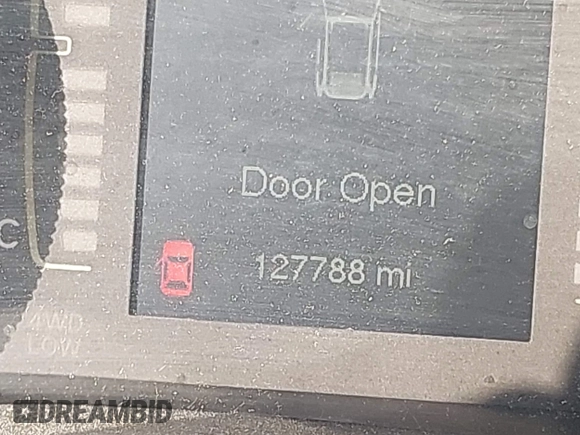 Door Open
127788 mi
C
4WD
LOW
DREAMBID